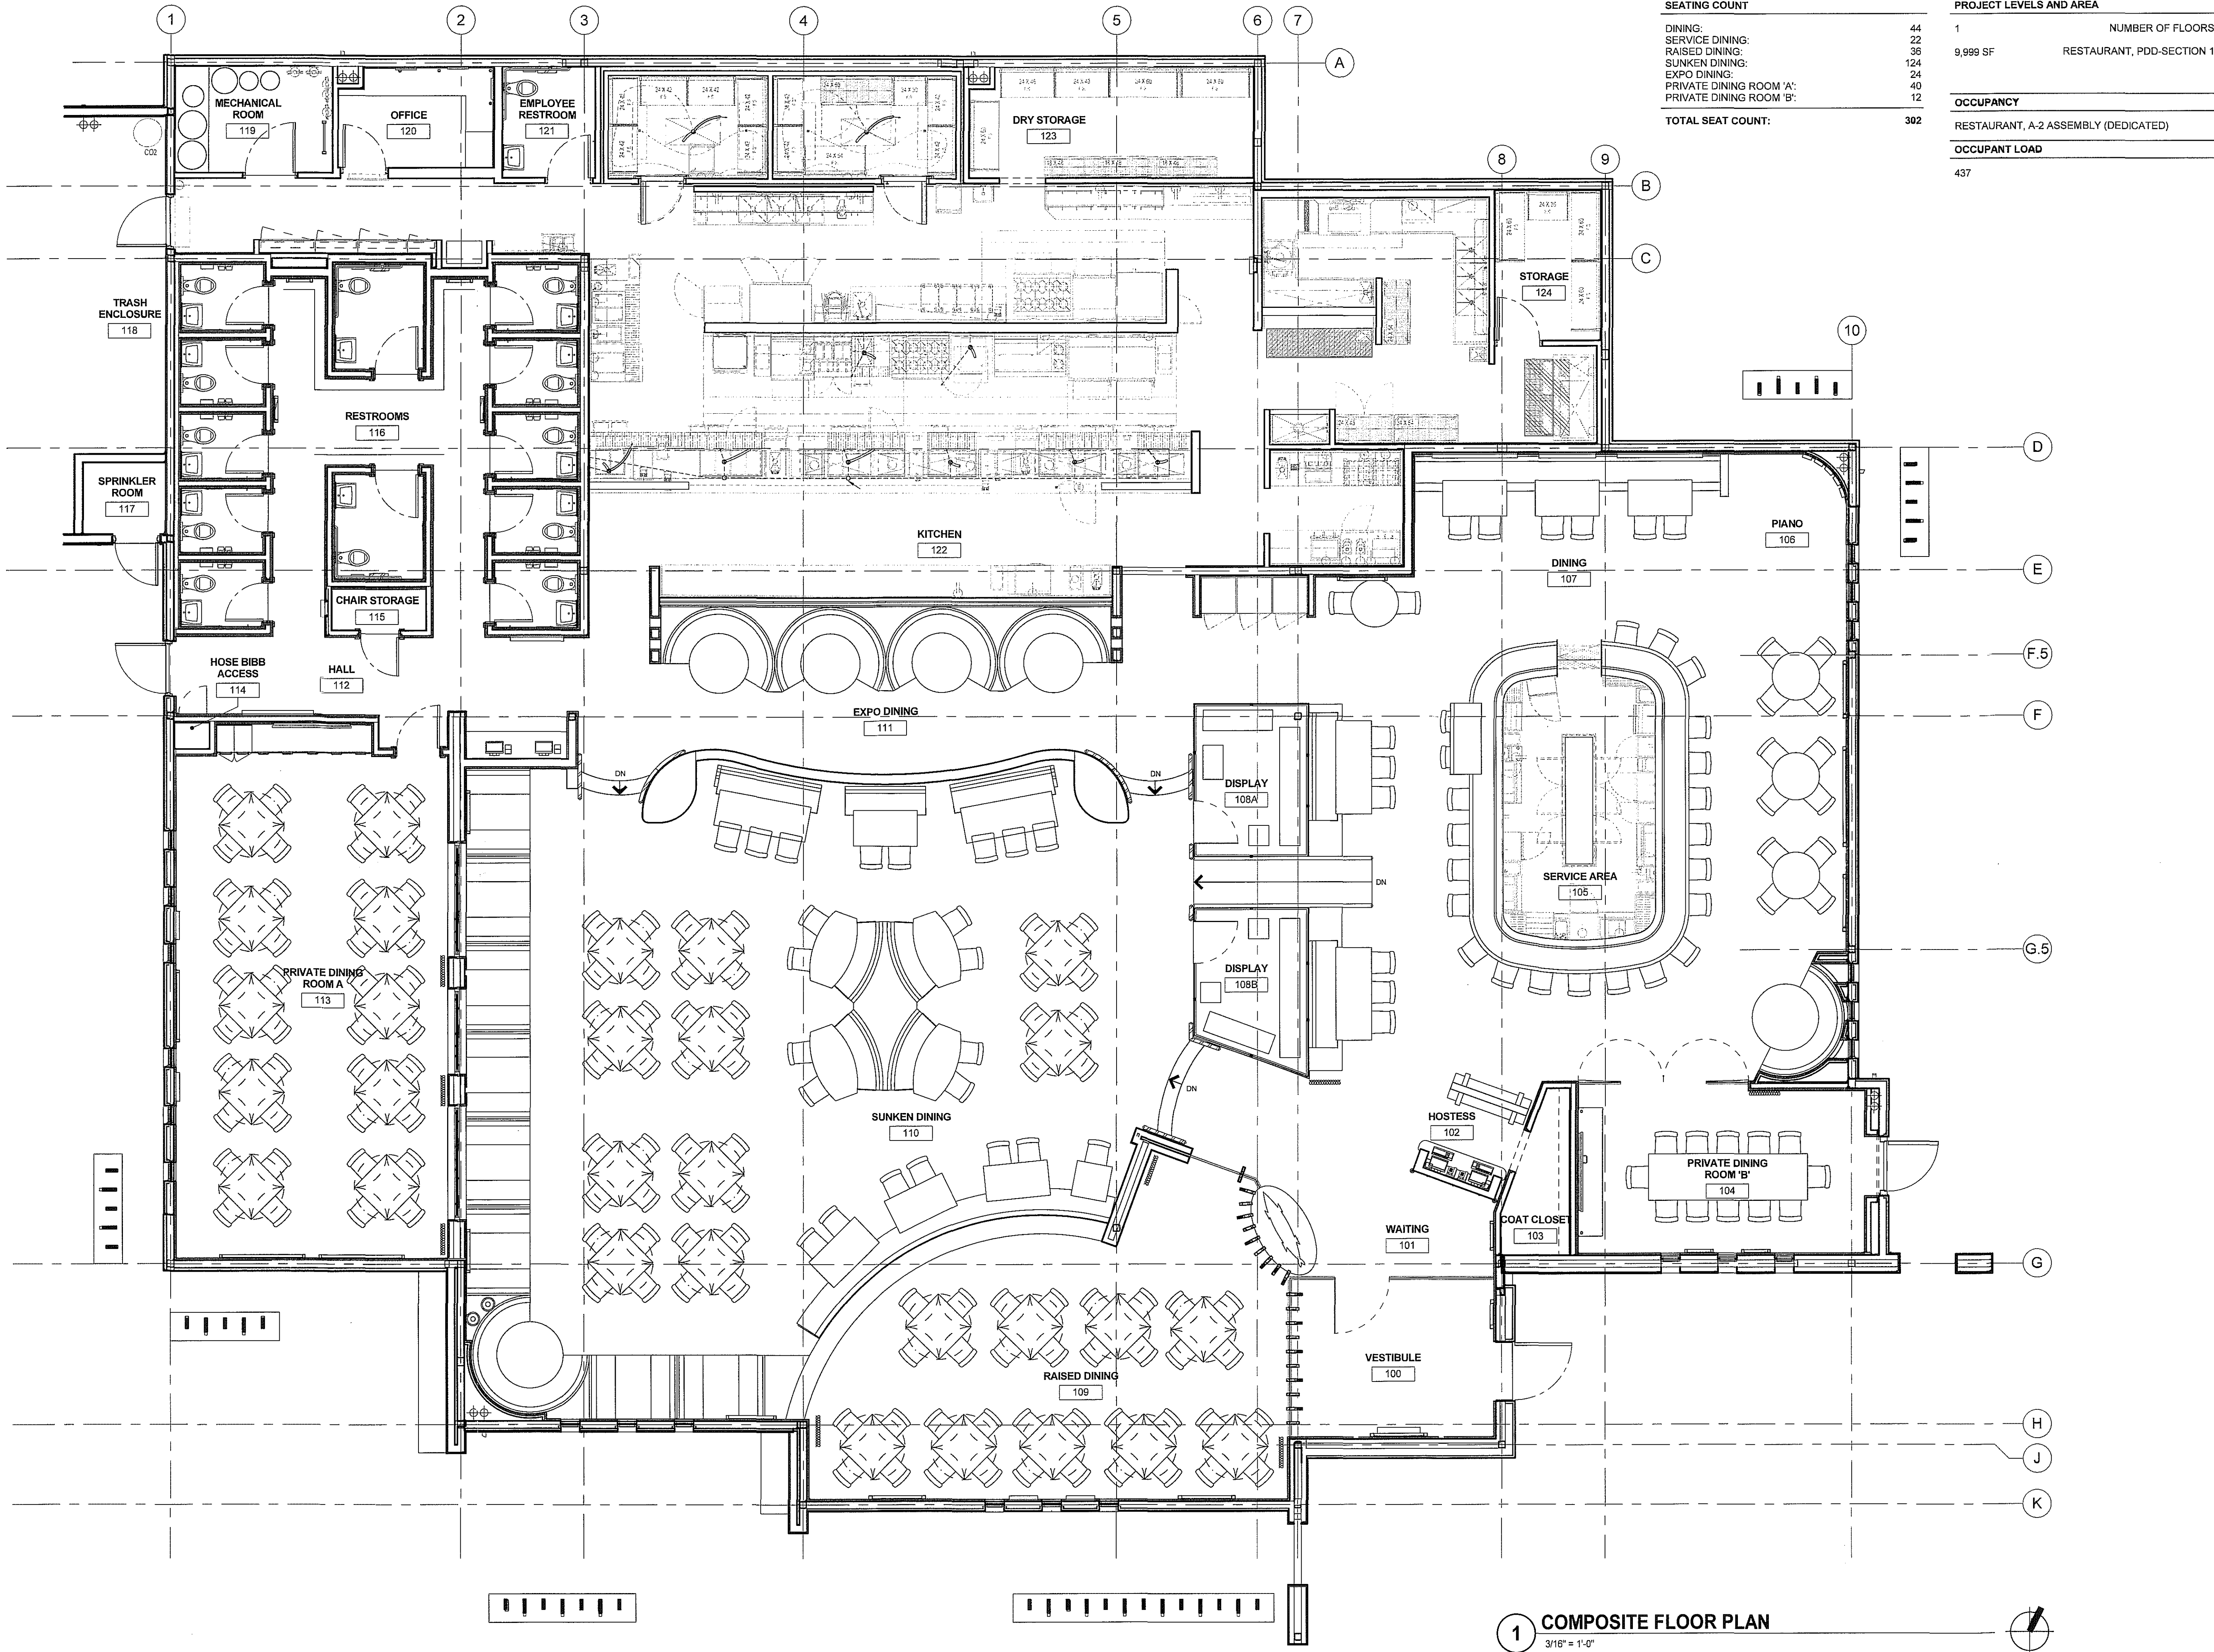 SEATING COUNT
DINING: 44
SERVICE DINING: 22
RAISED DINING: 36
SUNKEN DINING: 124
EXPO DINING: 24
PRIVATE DINING ROOM 'A': 40
PRIVATE DINING ROOM 'B': 12
TOTAL SEAT COUNT: 302
PROJECT LEVELS AND AREA
1 NUMBER OF FLOORS
9,999 SF RESTAURANT, PDD-SECTION 1
OCCUPANCY
RESTAURANT, A-2 ASSEMBLY (DEDICATED)
OCCUPANT LOAD
437
1
2
3
4
5
6
7
8
9
10
A
B
C
D
E
F.5
F
G.5
G
H
J
K
MECHANICAL
ROOM
119
OFFICE
120
EMPLOYEE
RESTROOM
121
DRY STORAGE
123
CO2
STORAGE
124
TRASH
ENCLOSURE
118
RESTROOMS
116
SPRINKLER
ROOM
117
KITCHEN
122
PIANO
106
DINING
107
CHAIR STORAGE
115
HOSE BIBB
ACCESS
114
HALL
112
EXPO DINING
111
DN
DN
DISPLAY
108A
DN
SERVICE AREA
105
DISPLAY
108B
PRIVATE DINING
ROOM A
113
DN
SUNKEN DINING
110
HOSTESS
102
PRIVATE DINING
ROOM 'B'
104
WAITING
101
COAT CLOSET
103
VESTIBULE
100
RAISED DINING
109
1
COMPOSITE FLOOR PLAN
3/16" = 1'-0"